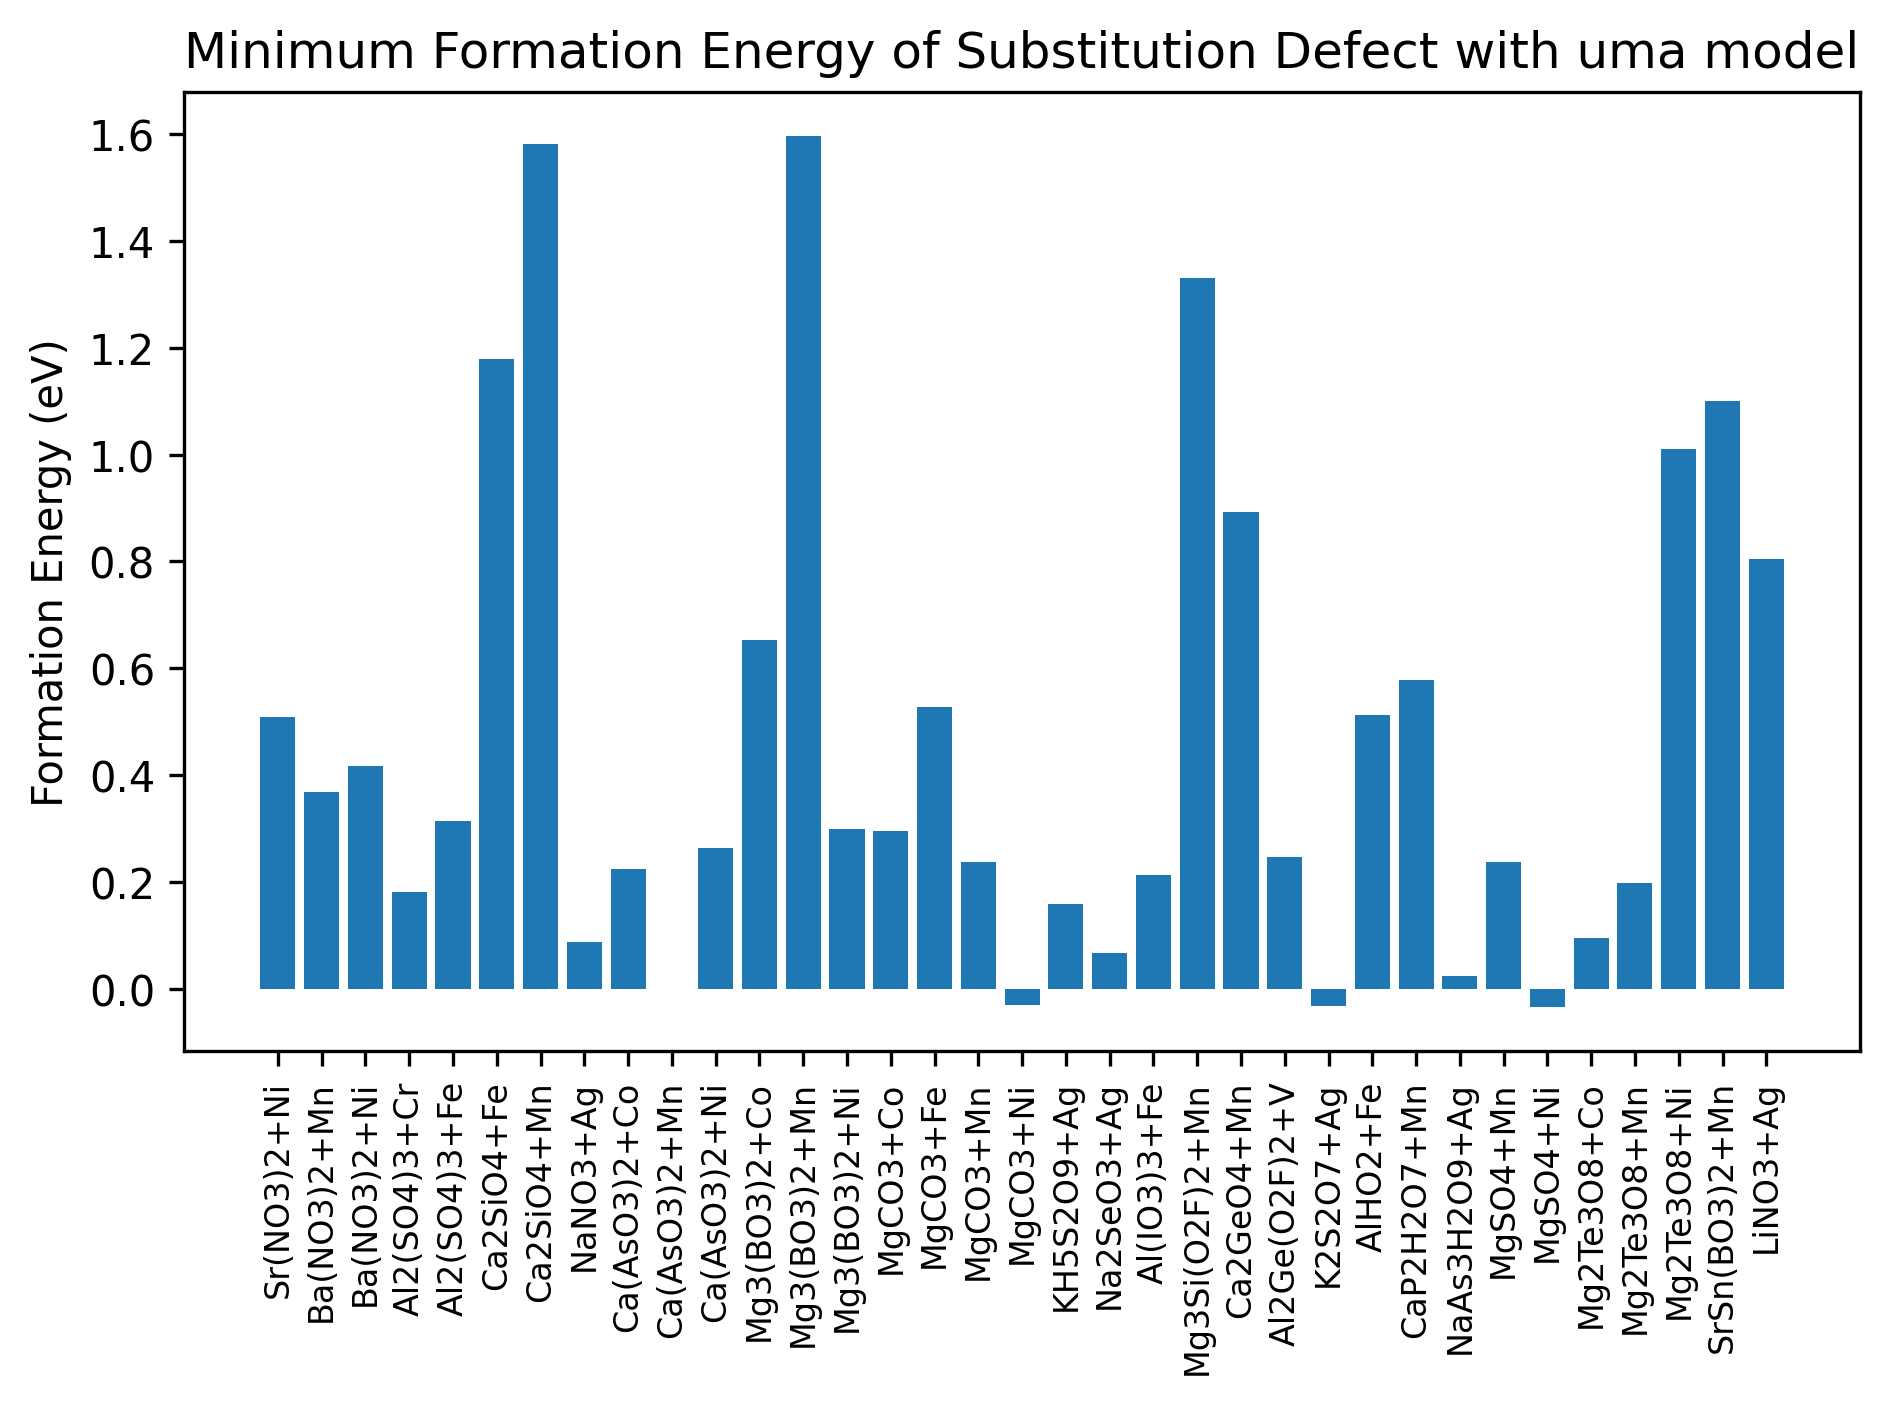 Minimum Formation Energy of Substitution Defect with uma model
Formation Energy (eV)
1.6
1.4
1.2
1.0
0.8
0.6
0.4
0.2
0.0
Sr(NO3)2+Ni
Ba(NO3)2+Mn
Ba(NO3)2+Ni
Al2(SO4)3+Cr
Al2(SO4)3+Fe
Ca2SiO4+Fe
Ca2SiO4+Mn
NaNO3+Ag
Ca(AsO3)2+Co
Ca(AsO3)2+Mn
Ca(AsO3)2+Ni
Mg3(BO3)2+Co
Mg3(BO3)2+Mn
Mg3(BO3)2+Ni
MgCO3+Co
MgCO3+Fe
MgCO3+Mn
MgCO3+Ni
KH5S2O9+Ag
Na2SeO3+Ag
Al(IO3)3+Fe
Mg3Si(O2F)2+Mn
Ca2GeO4+Mn
Al2Ge(O2F)2+V
K2S2O7+Ag
AlHO2+Fe
CaP2H2O7+Mn
NaAs3H2O9+Ag
MgSO4+Mn
MgSO4+Ni
Mg2Te3O8+Co
Mg2Te3O8+Mn
Mg2Te3O8+Ni
SrSn(BO3)2+Mn
LiNO3+Ag